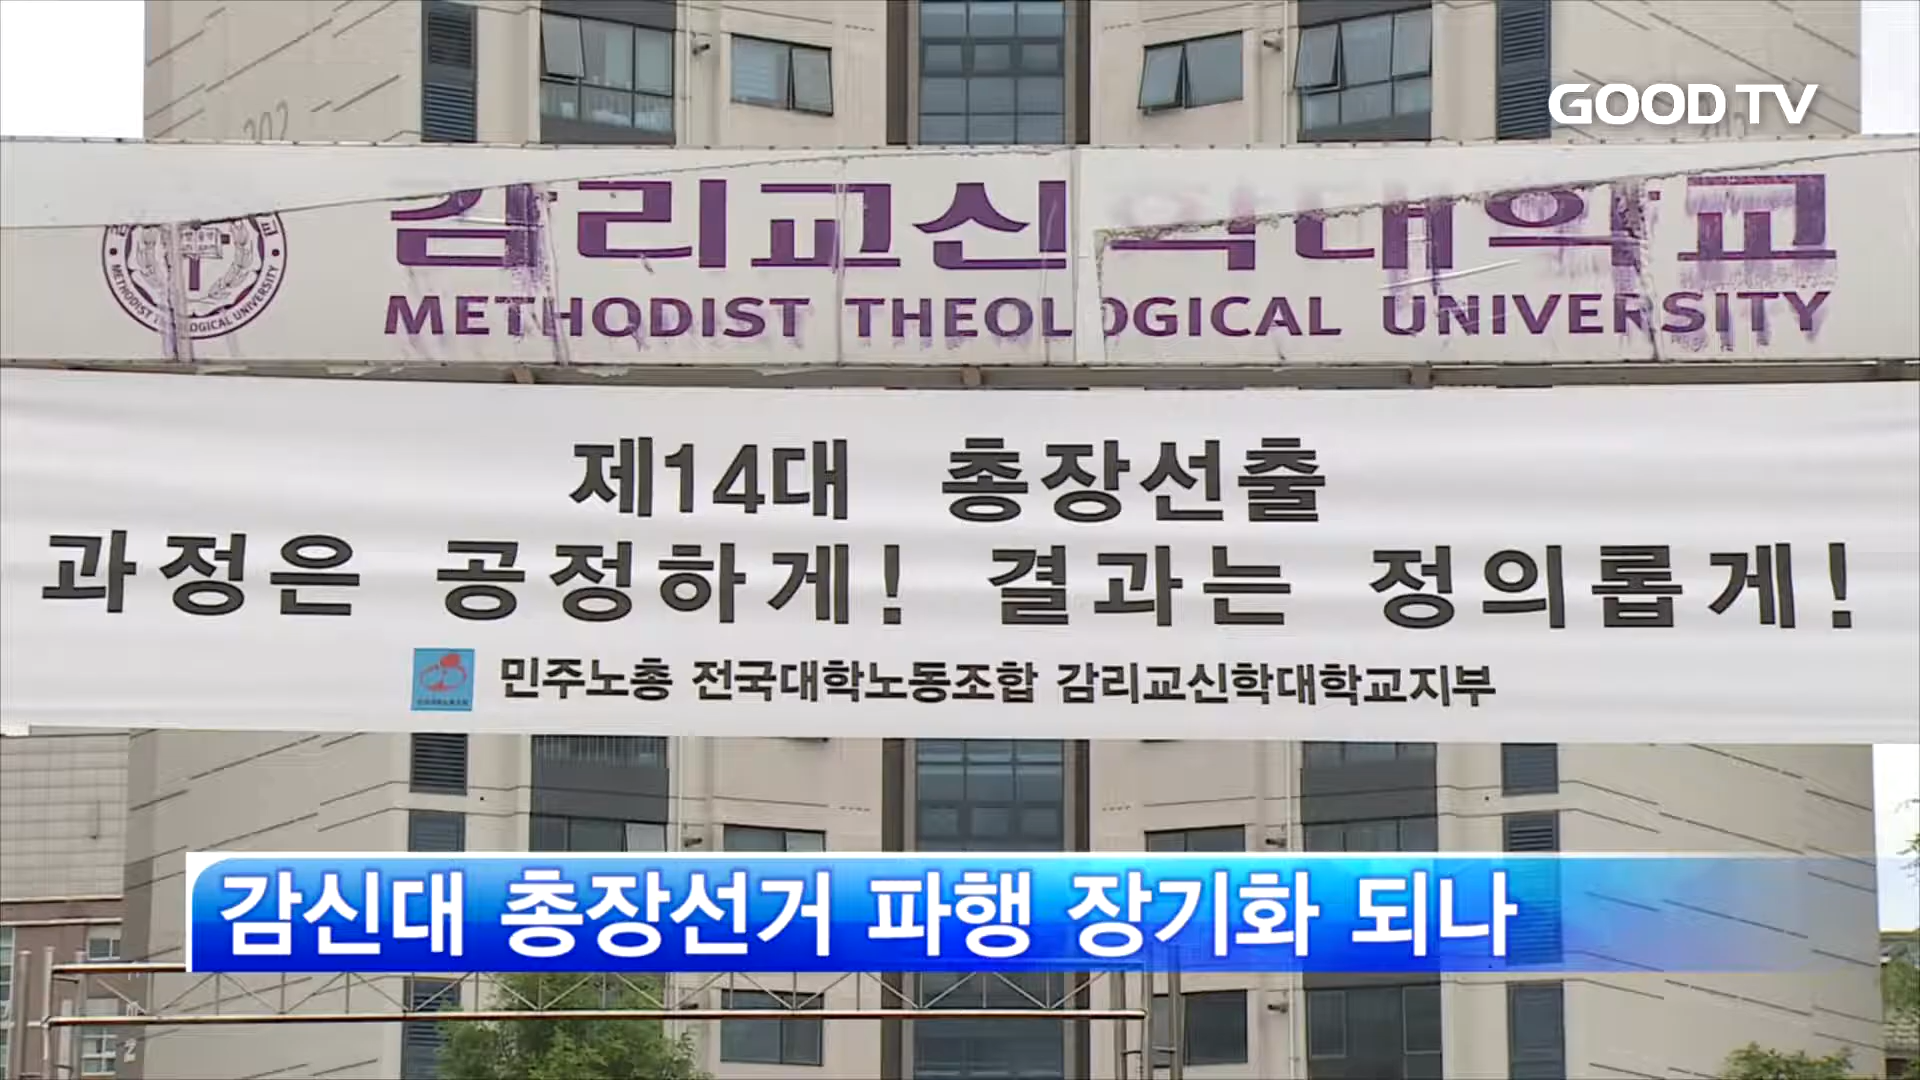 GOOD TV
감리교신학대학교
METHODIST THEOLOGICAL UNIVERSITY
METHODIST THEOLOGICAL UNIVERSITY
제14대 총장선출
과정은 공정하게! 결과는 정의롭게!
민주노총 전국대학노동조합 감리교신학대학교지부
감신대 총장선거 파행 장기화 되나